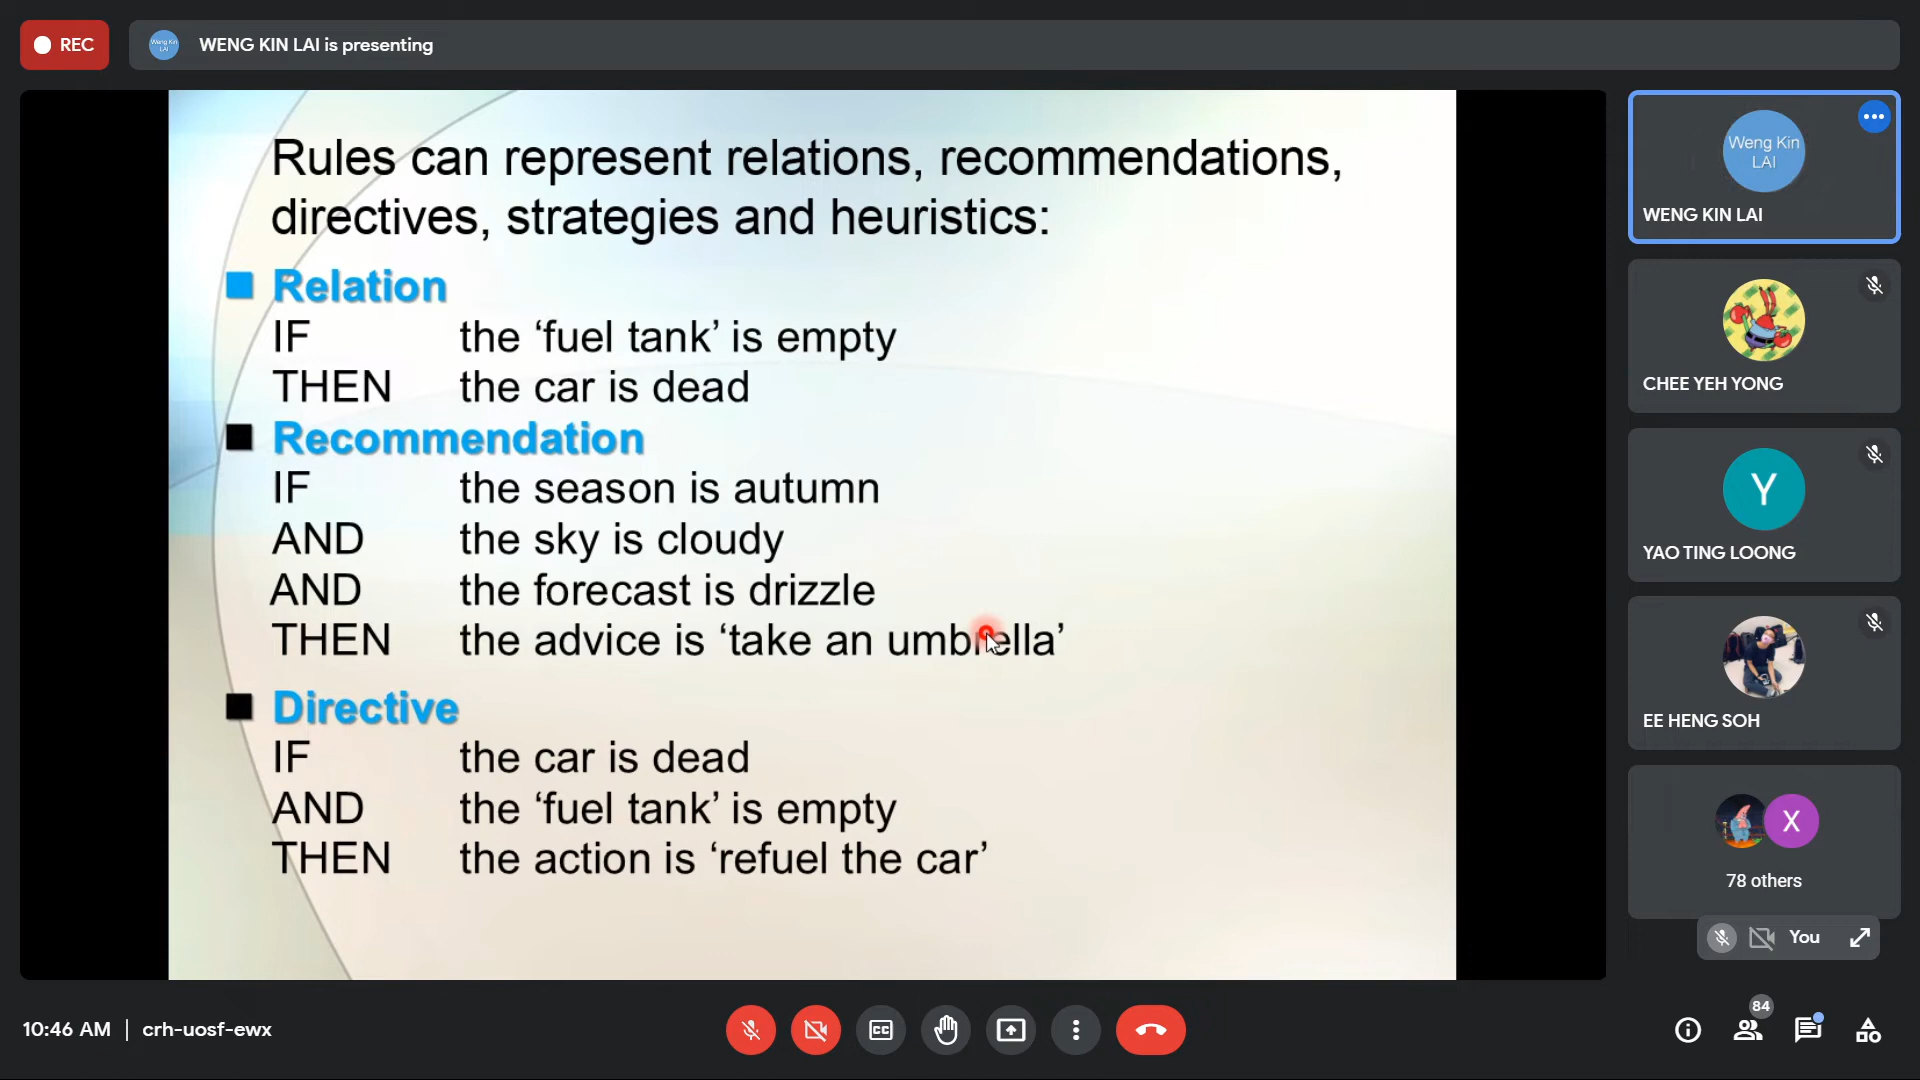 REC
Weng Kin
LAI
WENG KIN LAI is presenting
Rules can represent relations, recommendations,
directives, strategies and heuristics:
Relation
IF the ‘fuel tank’ is empty
THEN the car is dead
Recommendation
IF the season is autumn
AND the sky is cloudy
AND the forecast is drizzle
THEN the advice is ‘take an umbrella’
Directive
IF the car is dead
AND the ‘fuel tank’ is empty
THEN the action is ‘refuel the car’
Weng Kin
LAI
WENG KIN LAI
CHEE YEH YONG
Y
YAO TING LOONG
EE HENG SOH
X
78 others
You
10:46 AM | crh-uosf-ewx
CC
84